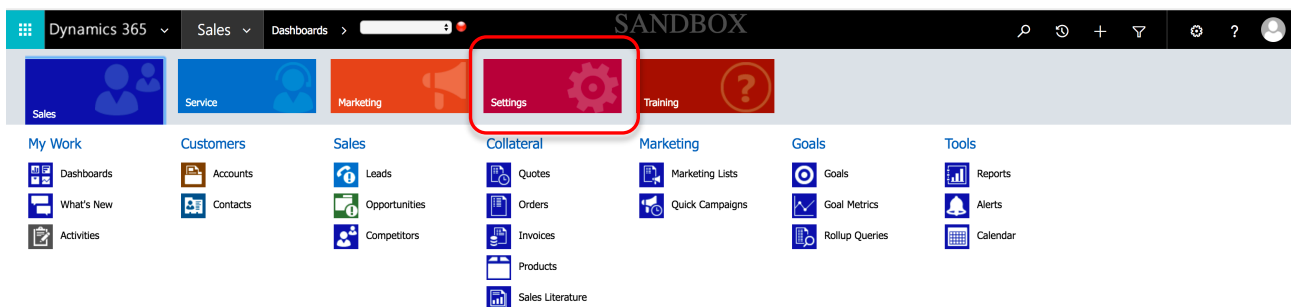 Dynamics 365 Sales Dashboards > SANDBOX ?
Sales Service Marketing Settings Training ?
My Work Customers Sales Collateral Marketing Goals Tools
Dashboards Accounts Leads Quotes Marketing Lists Goals Reports
What's New Contacts Opportunities Orders Quick Campaigns Goal Metrics Alerts
Activities Competitors Invoices Rollup Queries Calendar
Products
Sales Literature